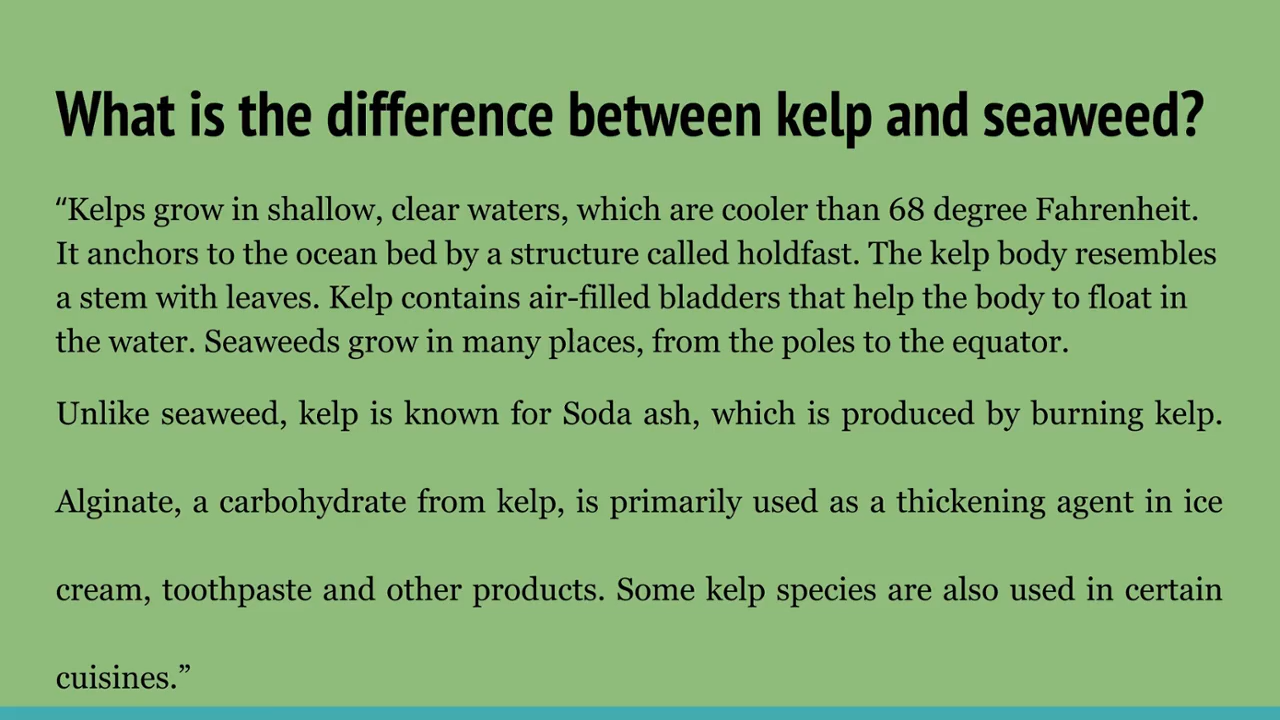 What is the difference between kelp and seaweed?
“Kelps grow in shallow, clear waters, which are cooler than 68 degree Fahrenheit.
It anchors to the ocean bed by a structure called holdfast. The kelp body resembles
a stem with leaves. Kelp contains air-filled bladders that help the body to float in
the water. Seaweeds grow in many places, from the poles to the equator.
Unlike seaweed, kelp is known for Soda ash, which is produced by burning kelp.
Alginate, a carbohydrate from kelp, is primarily used as a thickening agent in ice
cream, toothpaste and other products. Some kelp species are also used in certain
cuisines.”